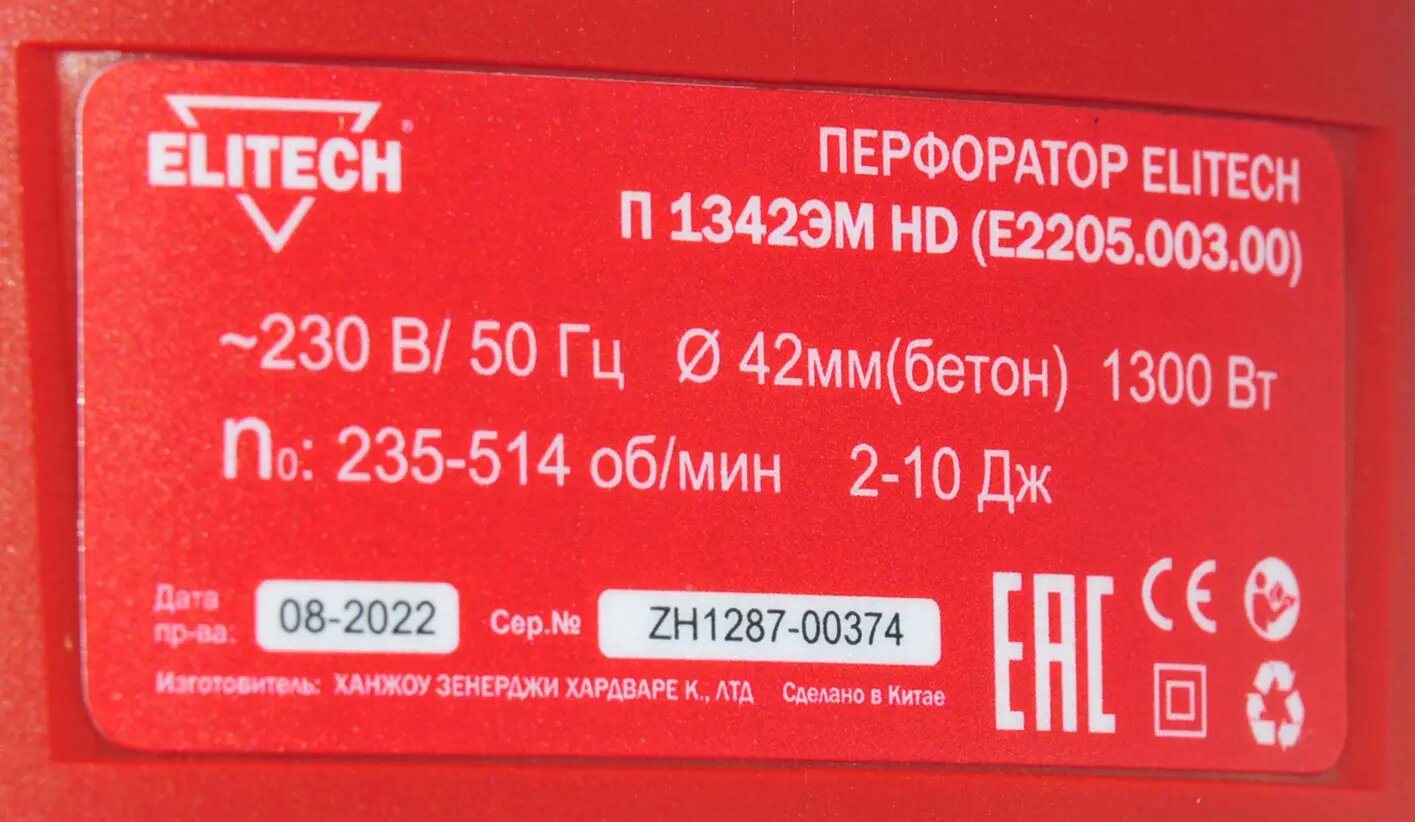 ELITECH
ПЕРФОРАТОР ELITECH
П 1342ЭМ HD (E2205.003.00)
~230 В/ 50 Гц Ø 42мм(бетон) 1300 Вт
n₀: 235-514 об/мин 2-10 Дж
Дата
пр-ва: 08-2022 Сер.№ ZH1287-00374
Изготовитель: ХАНЖОУ ЗЕНЕРДЖИ ХАРДВАРЕ К., ЛТД Сделано в Китае
EAC CE